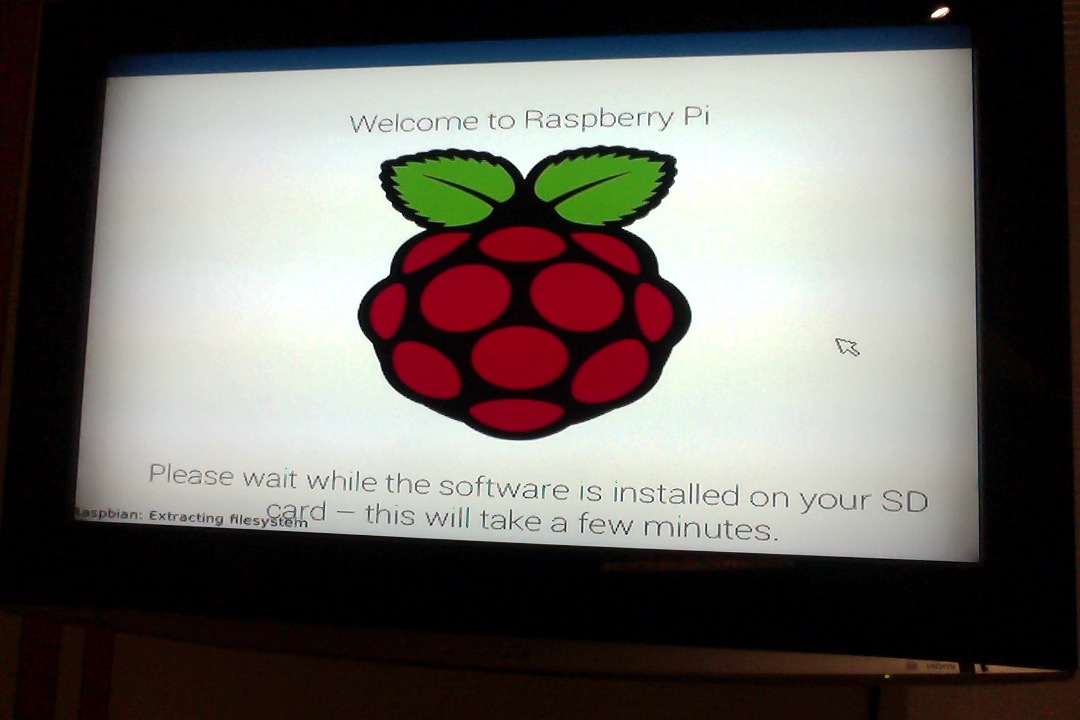 Welcome to Raspberry Pi
Please wait while the software is installed on your SD
card – this will take a few minutes.
Raspbian: Extracting filesystem